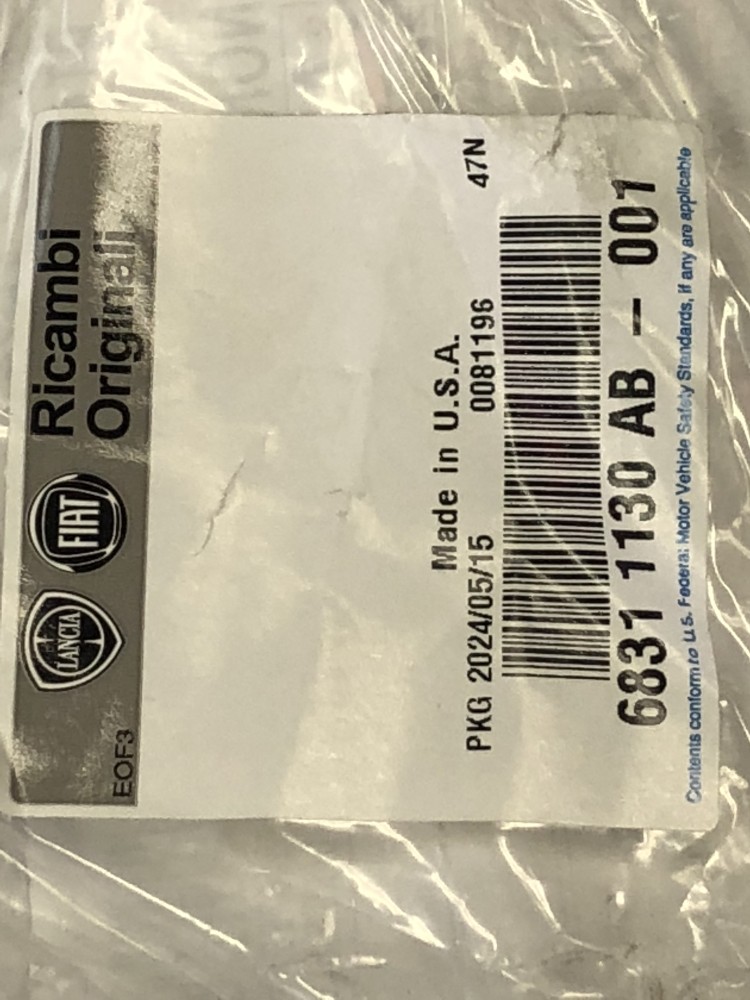 LANCIA
FIAT
Ricambi
Originali
EOF3
Made in U.S.A.
PKG 2024/05/15 0081196 47N
6831 1130 AB - 001
Contents conform to U.S. Federal Motor Vehicle Safety Standards, if any are applicable